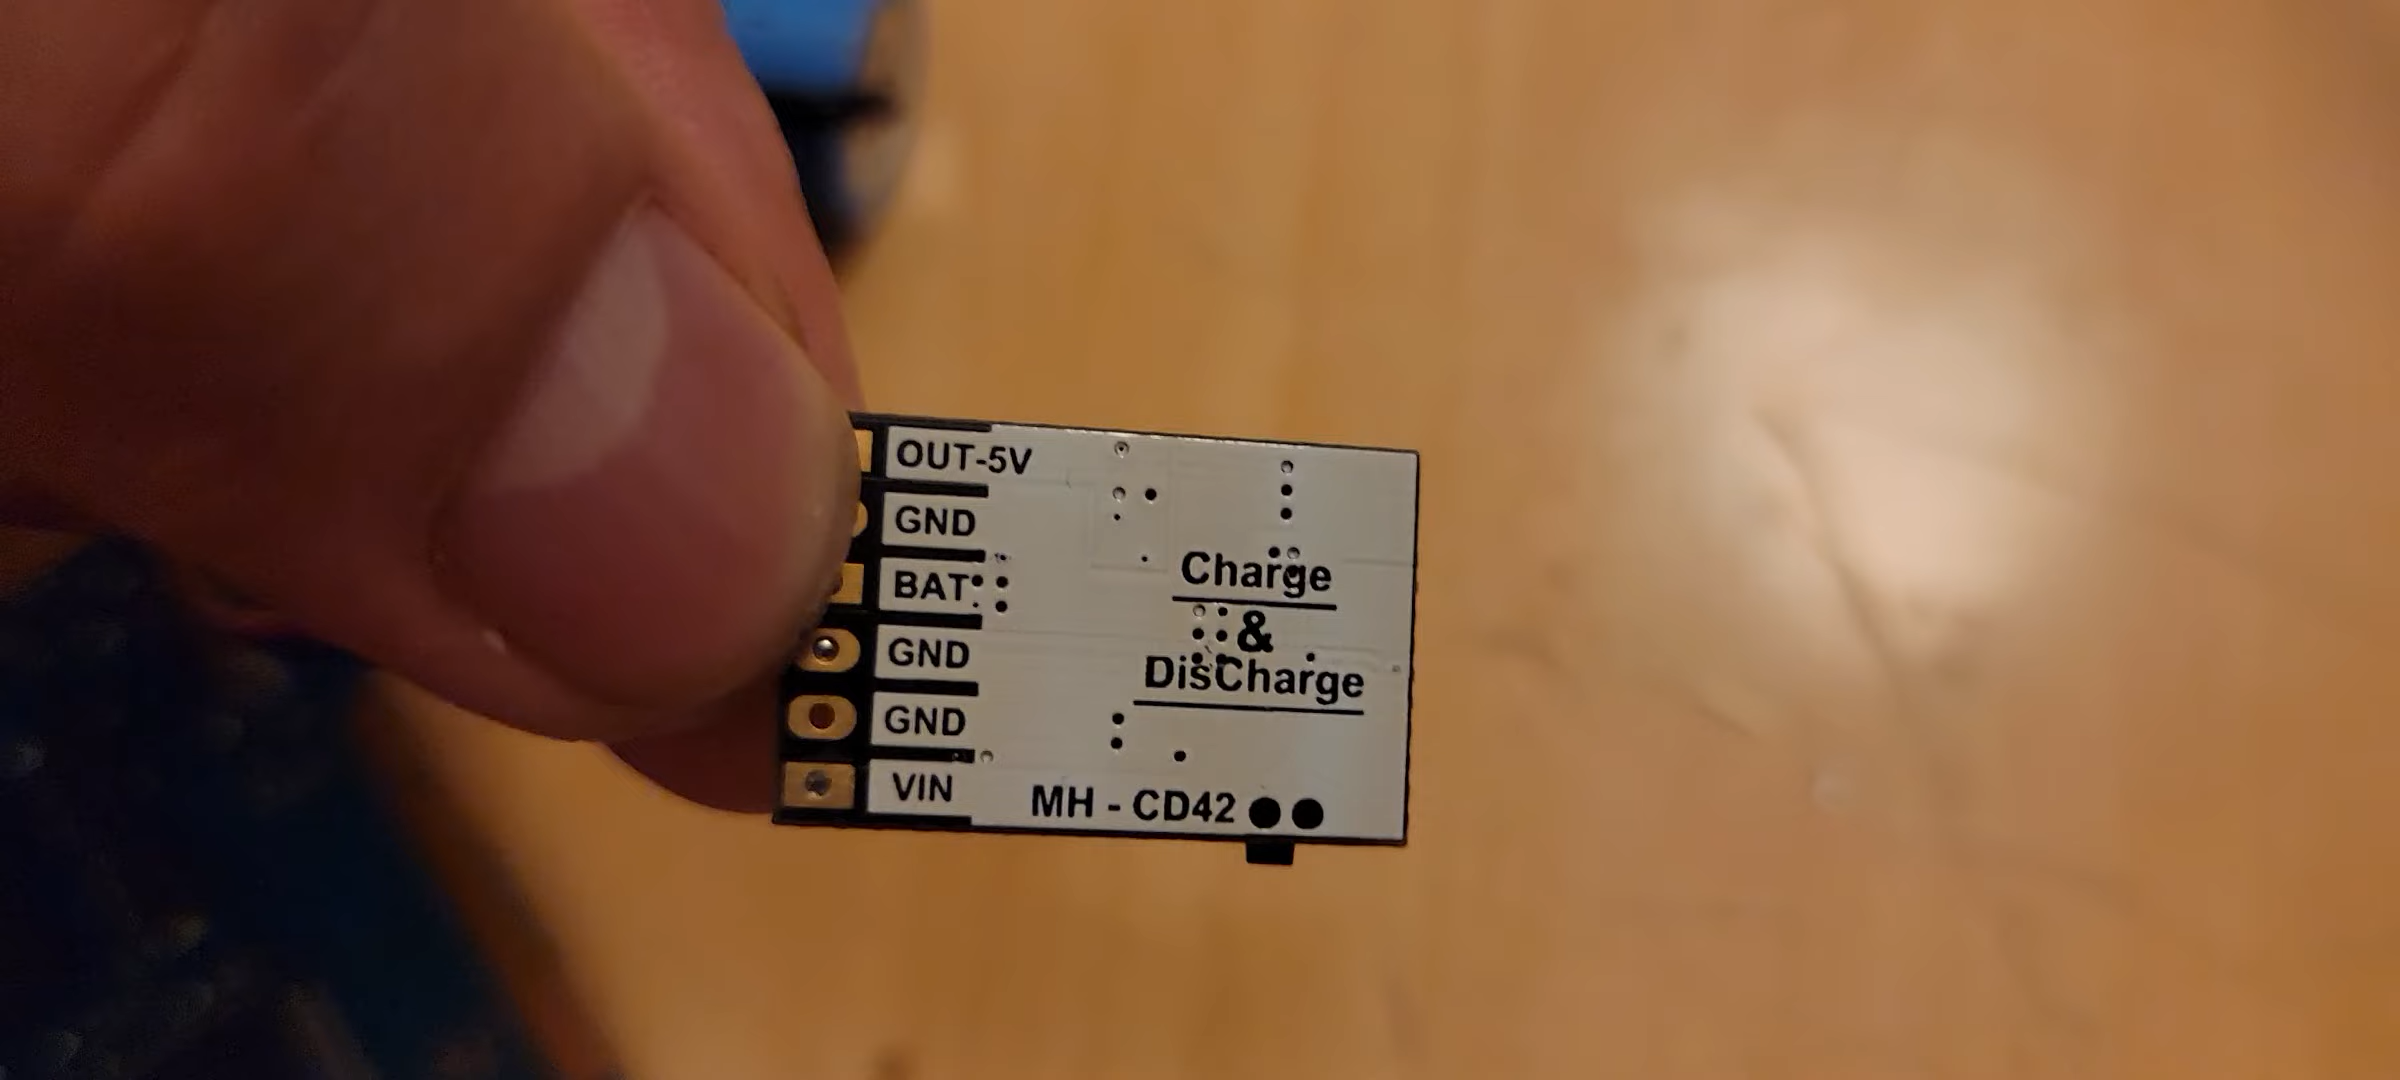 OUT-5V
GND
BAT
GND
GND
VIN
Charge
&
DisCharge
MH - CD42